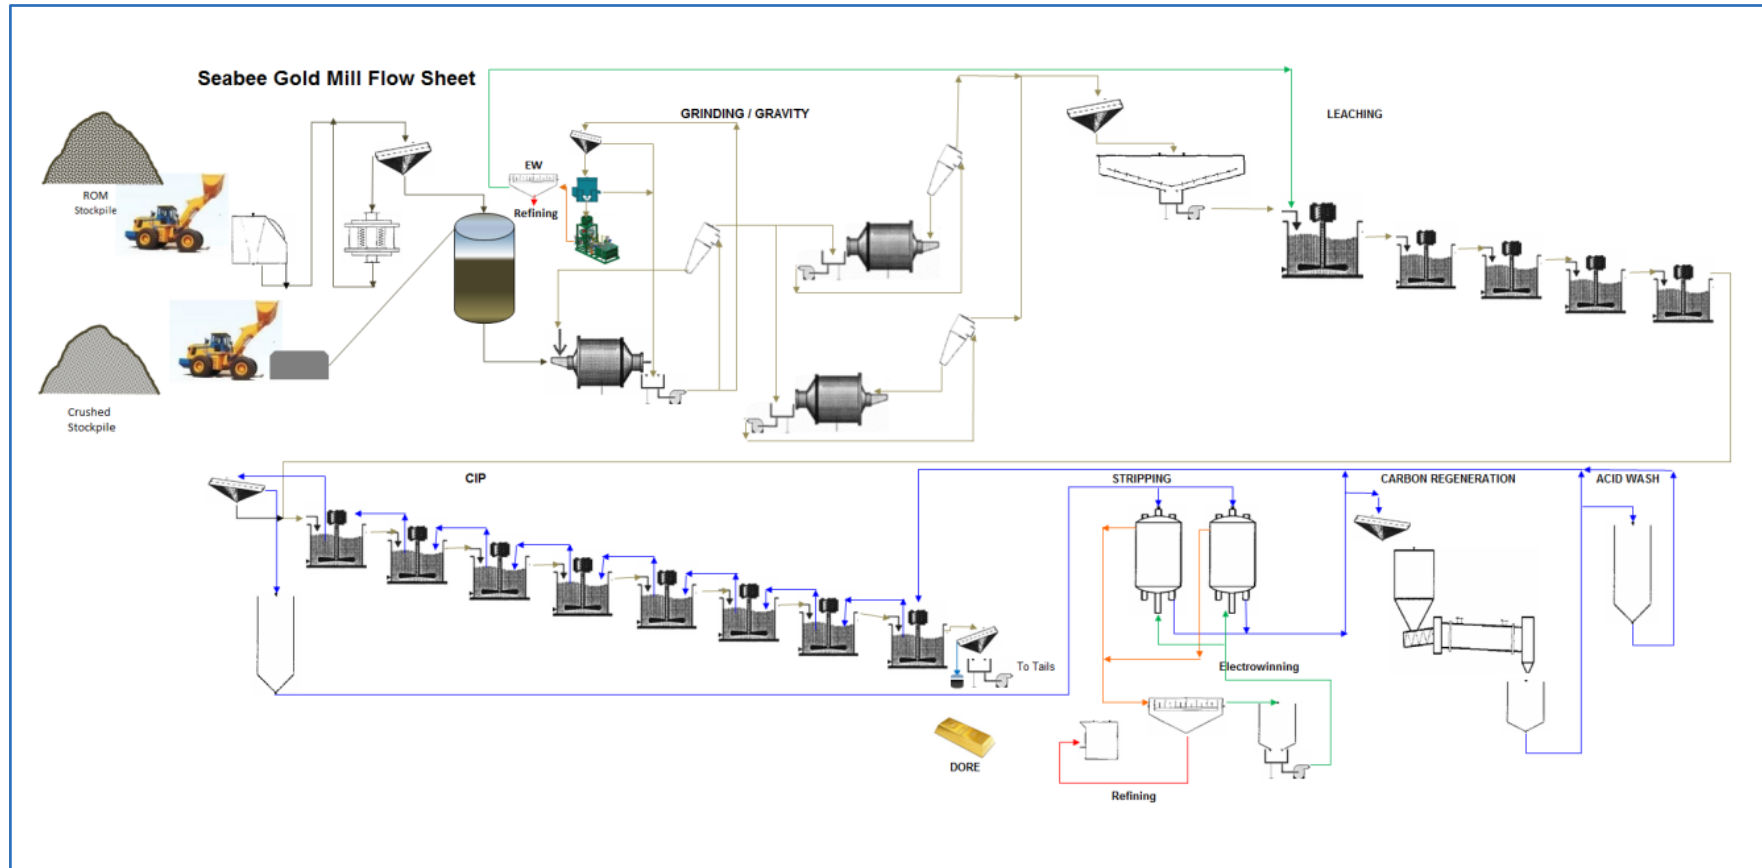 Seabee Gold Mill Flow Sheet
GRINDING / GRAVITY
LEACHING
EW
Refining
ROM
Stockpile
Crushed
Stockpile
CIP
STRIPPING
CARBON REGENERATION
ACID WASH
To Tails
Electrowinning
DORE
Refining